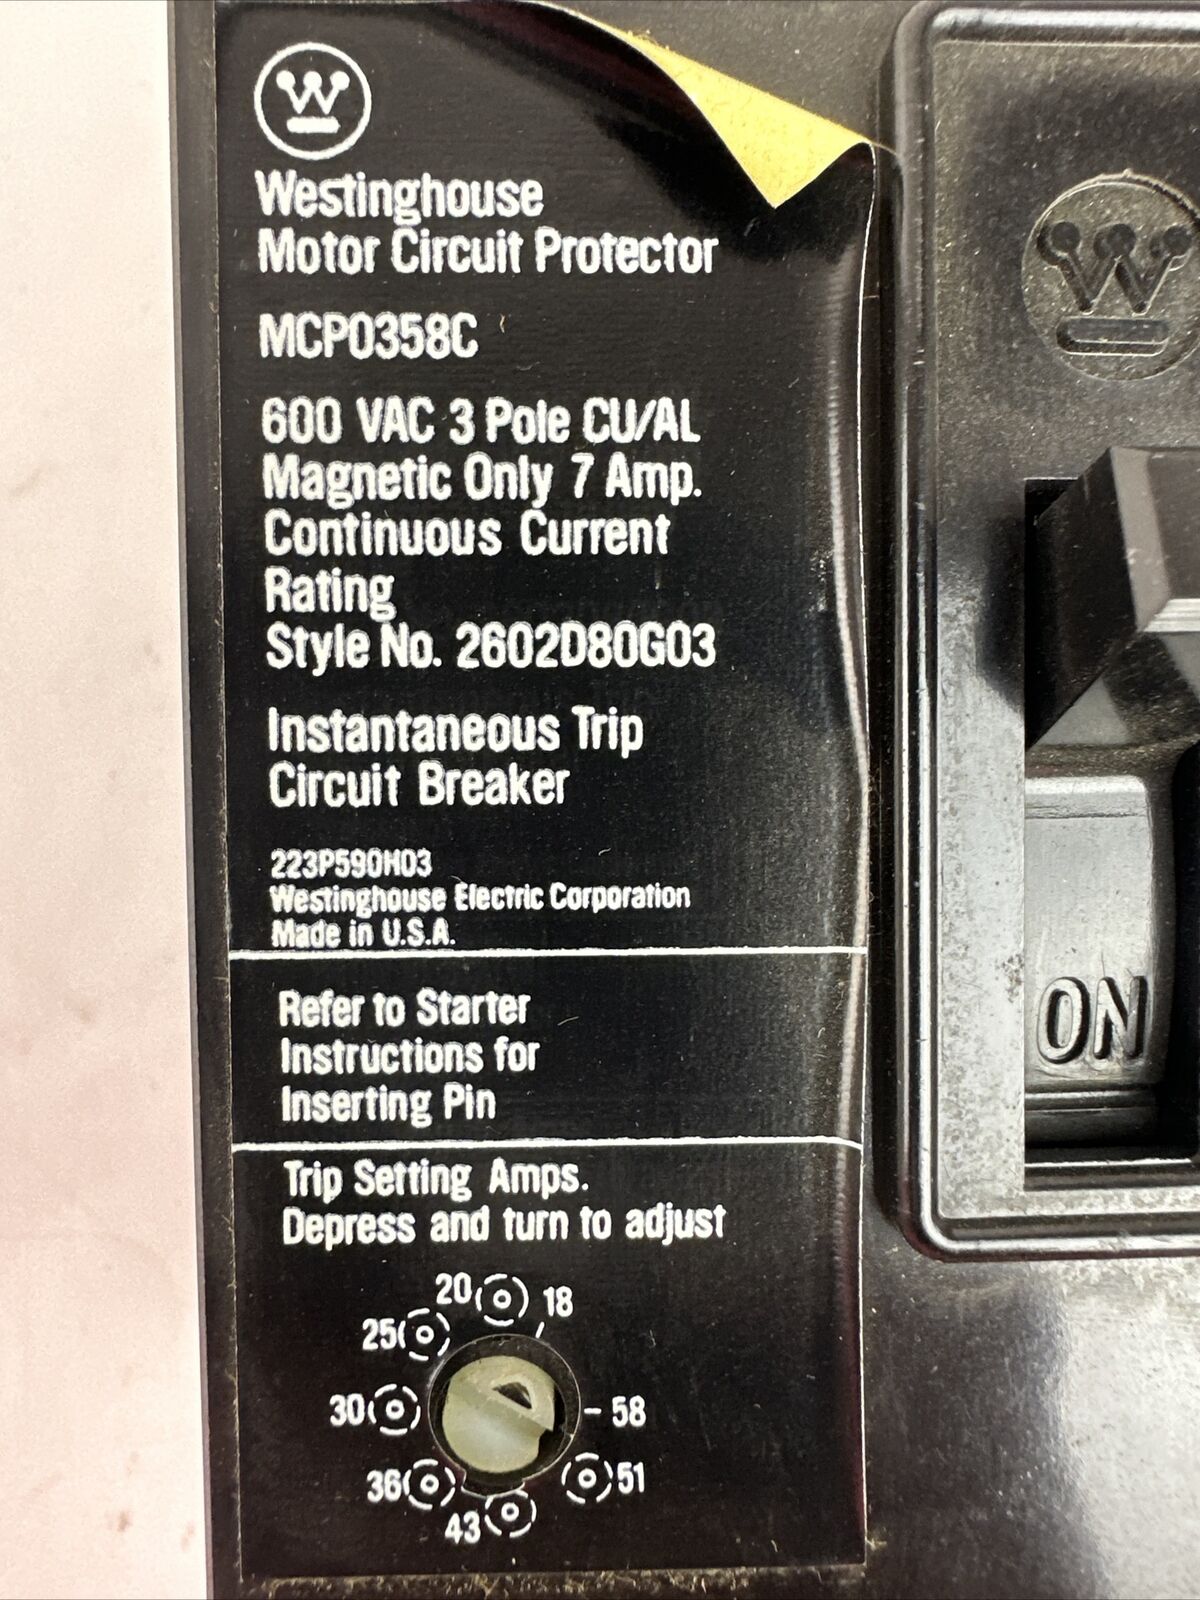 W
Westinghouse
Motor Circuit Protector
MCP0358C
600 VAC 3 Pole CU/AL
Magnetic Only 7 Amp.
Continuous Current
Rating
Style No. 2602D80G03
Instantaneous Trip
Circuit Breaker
223P590H03
Westinghouse Electric Corporation
Made in U.S.A.
Refer to Starter
Instructions for
Inserting Pin
Trip Setting Amps.
Depress and turn to adjust
20 18
25
30 58
36 51
43
W
ON